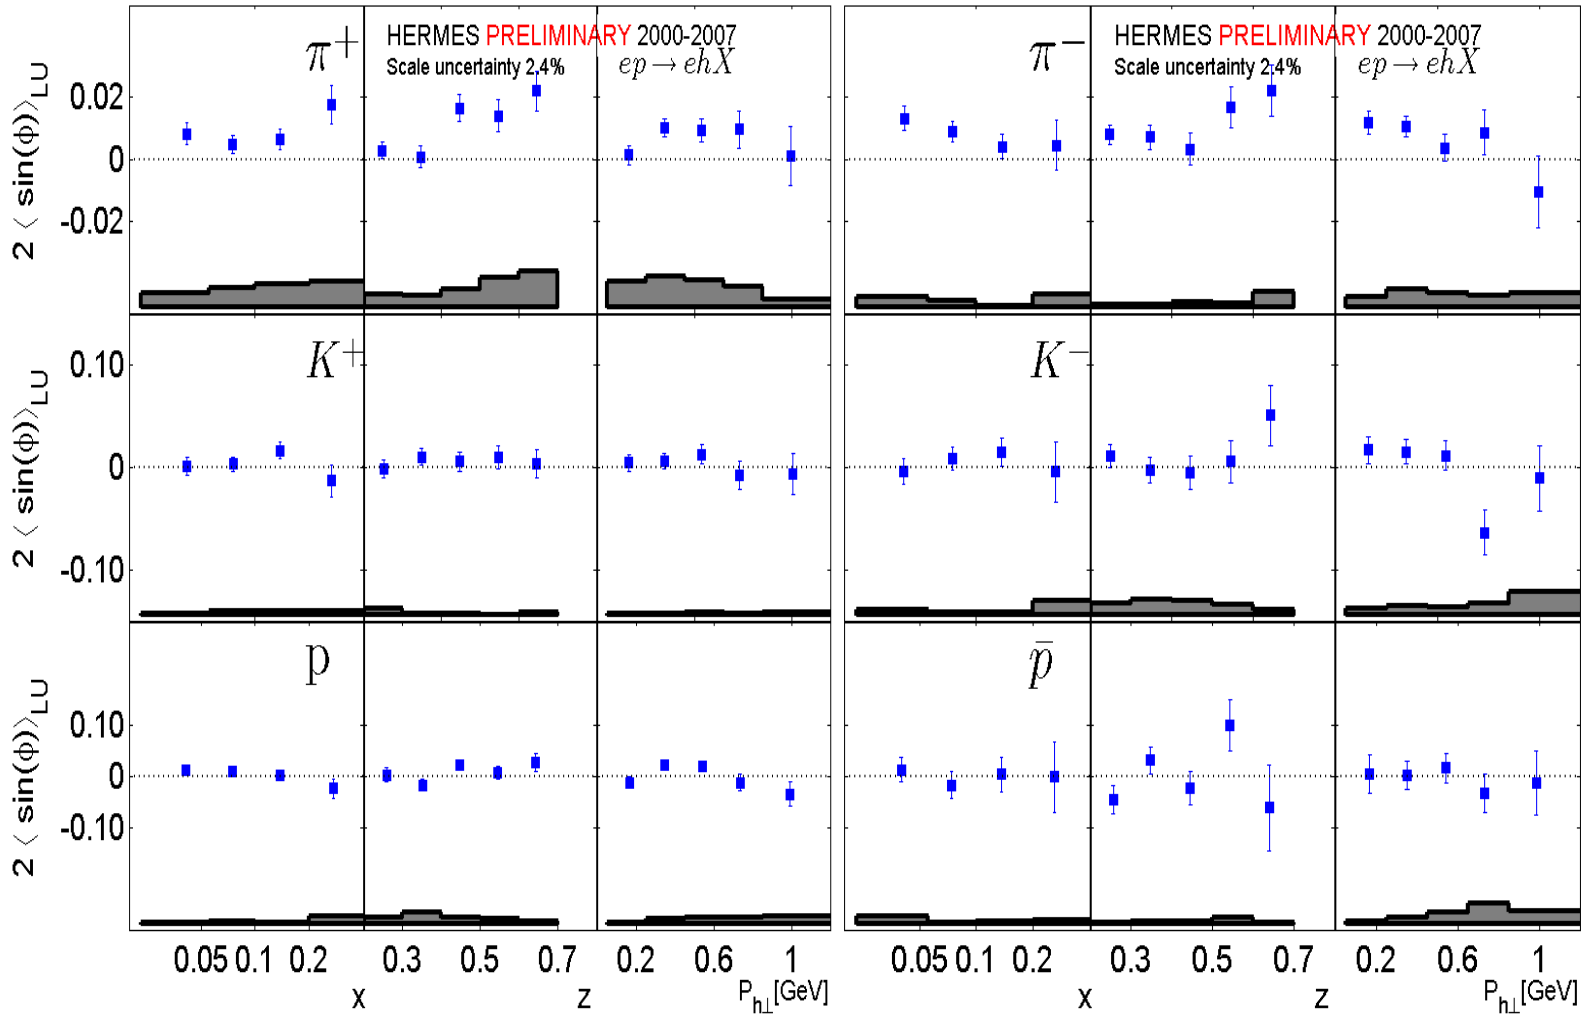 π+ HERMES PRELIMINARY 2000-2007 π− HERMES PRELIMINARY 2000-2007
Scale uncertainty 2.4% ep → ehX Scale uncertainty 2.4% ep → ehX
2 ⟨ sin(ϕ)⟩LU
0.02
0
-0.02
K+ K−
2 ⟨ sin(ϕ)⟩LU
0.10
0
-0.10
p p̄
2 ⟨ sin(ϕ)⟩LU
0.10
0
-0.10
0.05 0.1 0.2 0.3 0.5 0.7 0.2 0.6 1 0.05 0.1 0.2 0.3 0.5 0.7 0.2 0.6 1
x z Ph⊥[GeV] x z Ph⊥[GeV]